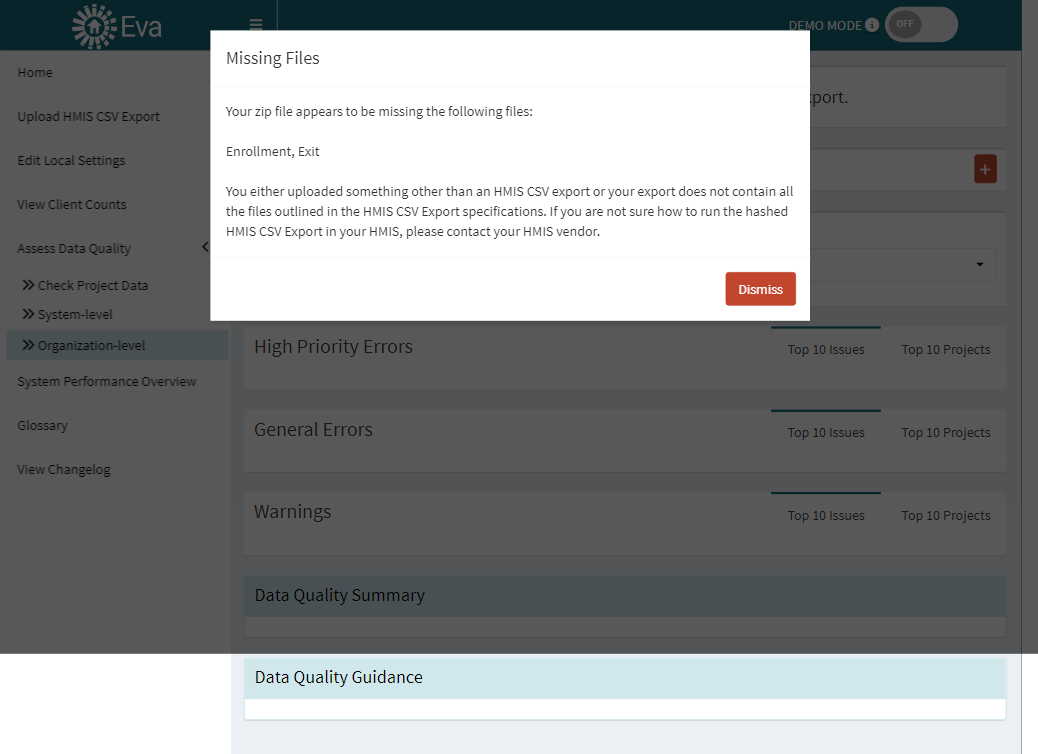 Eva
DEMO MODE i OFF
Home
Upload HMIS CSV Export
Edit Local Settings
View Client Counts
Assess Data Quality
Check Project Data
System-level
Organization-level
System Performance Overview
Glossary
View Changelog
Missing Files
Your zip file appears to be missing the following files:
Enrollment, Exit
You either uploaded something other than an HMIS CSV export or your export does not contain all
the files outlined in the HMIS CSV Export specifications. If you are not sure how to run the hashed
HMIS CSV Export in your HMIS, please contact your HMIS vendor.
Dismiss
port.
High Priority Errors
Top 10 Issues Top 10 Projects
General Errors
Top 10 Issues Top 10 Projects
Warnings
Top 10 Issues Top 10 Projects
Data Quality Summary
Data Quality Guidance